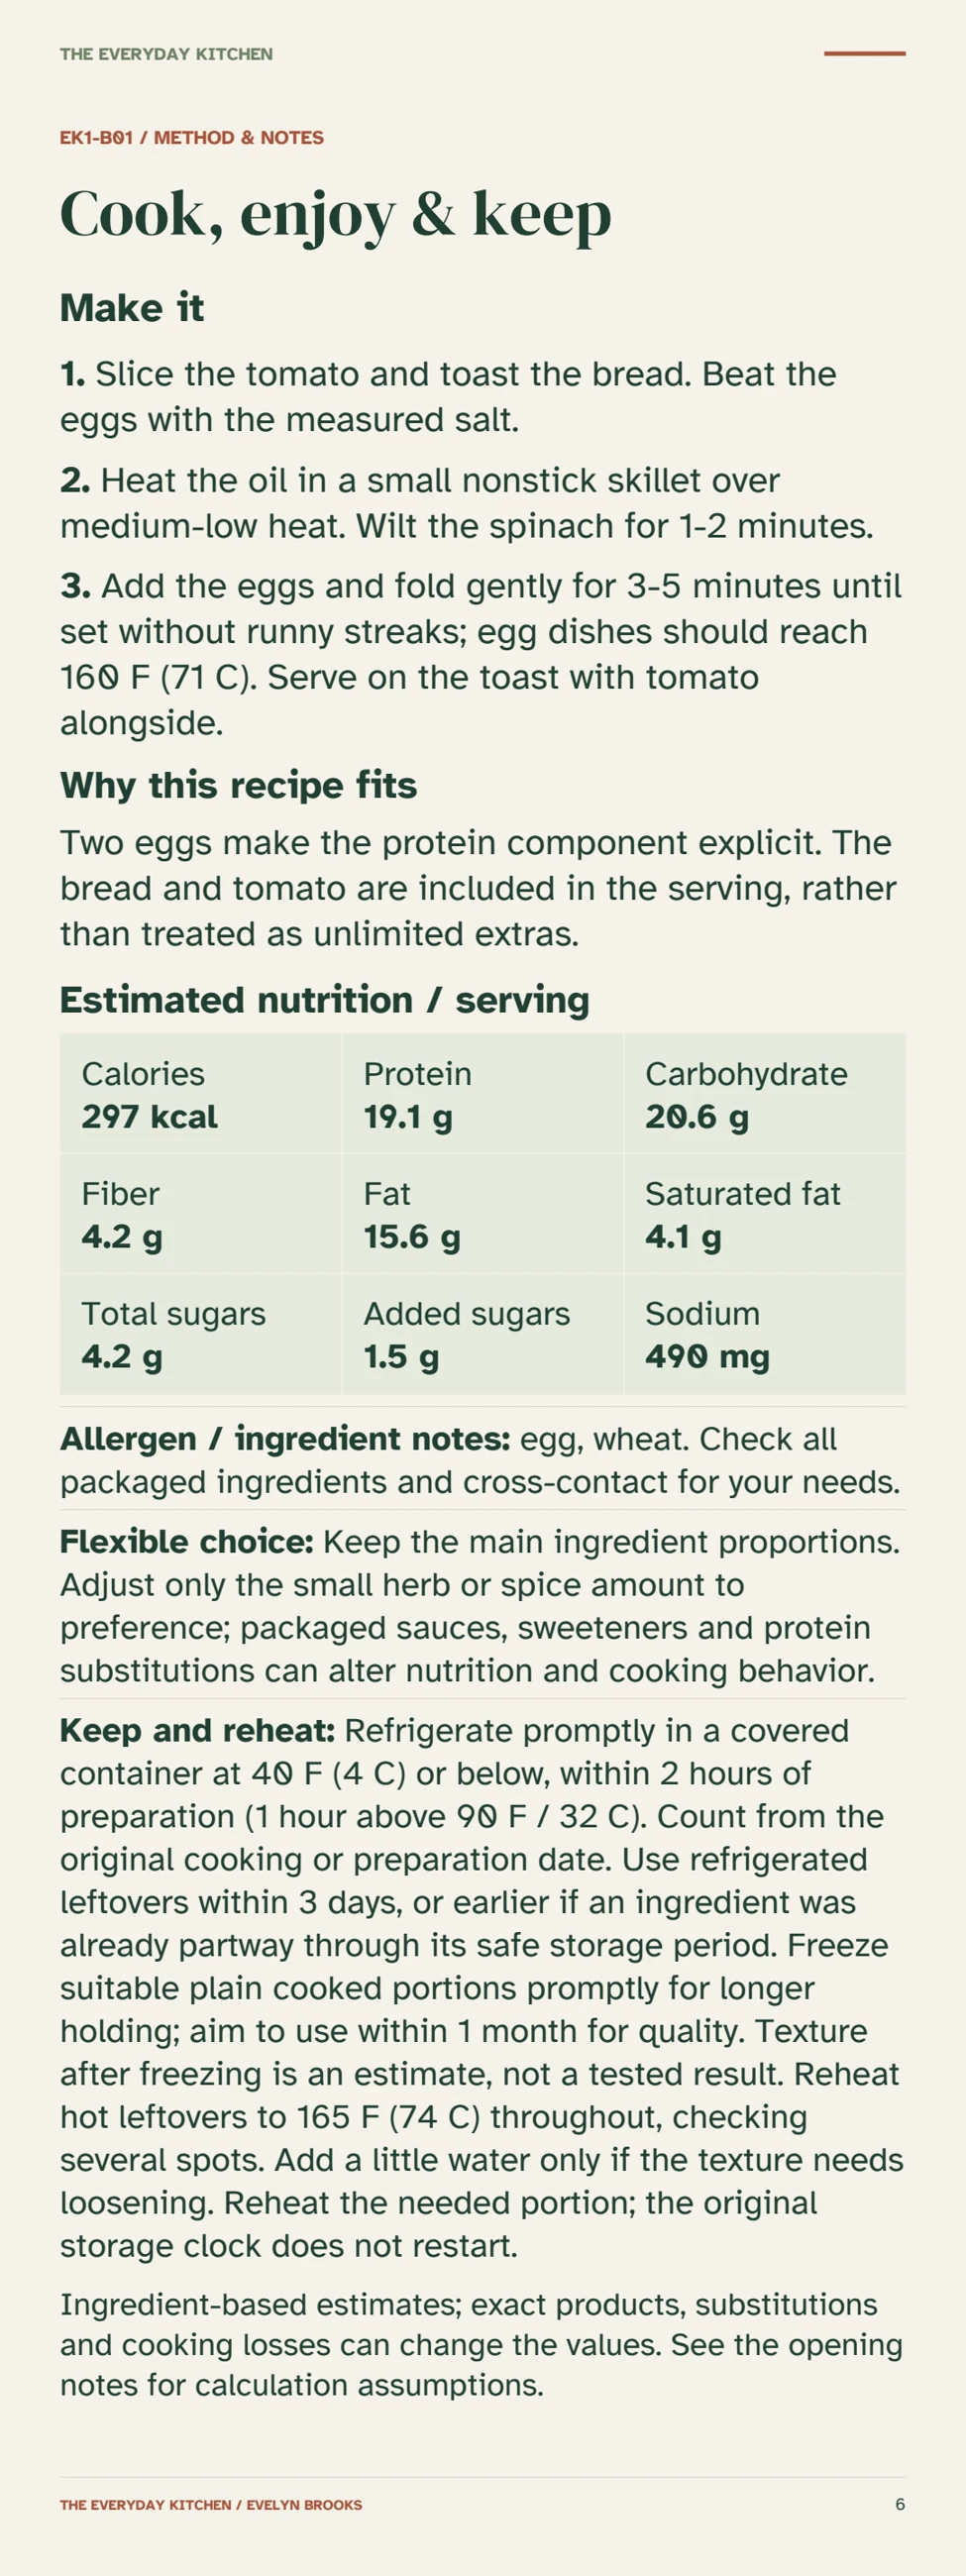 THE EVERYDAY KITCHEN
EK1-B01 / METHOD & NOTES
Cook, enjoy & keep
Make it
1. Slice the tomato and toast the bread. Beat the
eggs with the measured salt.
2. Heat the oil in a small nonstick skillet over
medium-low heat. Wilt the spinach for 1-2 minutes.
3. Add the eggs and fold gently for 3-5 minutes until
set without runny streaks; egg dishes should reach
160 F (71 C). Serve on the toast with tomato
alongside.
Why this recipe fits
Two eggs make the protein component explicit. The
bread and tomato are included in the serving, rather
than treated as unlimited extras.
Estimated nutrition / serving
Calories Protein Carbohydrate
297 kcal 19.1 g 20.6 g
Fiber Fat Saturated fat
4.2 g 15.6 g 4.1 g
Total sugars Added sugars Sodium
4.2 g 1.5 g 490 mg
Allergen / ingredient notes: egg, wheat. Check all
packaged ingredients and cross-contact for your needs.
Flexible choice: Keep the main ingredient proportions.
Adjust only the small herb or spice amount to
preference; packaged sauces, sweeteners and protein
substitutions can alter nutrition and cooking behavior.
Keep and reheat: Refrigerate promptly in a covered
container at 40 F (4 C) or below, within 2 hours of
preparation (1 hour above 90 F / 32 C). Count from the
original cooking or preparation date. Use refrigerated
leftovers within 3 days, or earlier if an ingredient was
already partway through its safe storage period. Freeze
suitable plain cooked portions promptly for longer
holding; aim to use within 1 month for quality. Texture
after freezing is an estimate, not a tested result. Reheat
hot leftovers to 165 F (74 C) throughout, checking
several spots. Add a little water only if the texture needs
loosening. Reheat the needed portion; the original
storage clock does not restart.
Ingredient-based estimates; exact products, substitutions
and cooking losses can change the values. See the opening
notes for calculation assumptions.
THE EVERYDAY KITCHEN / EVELYN BROOKS 6